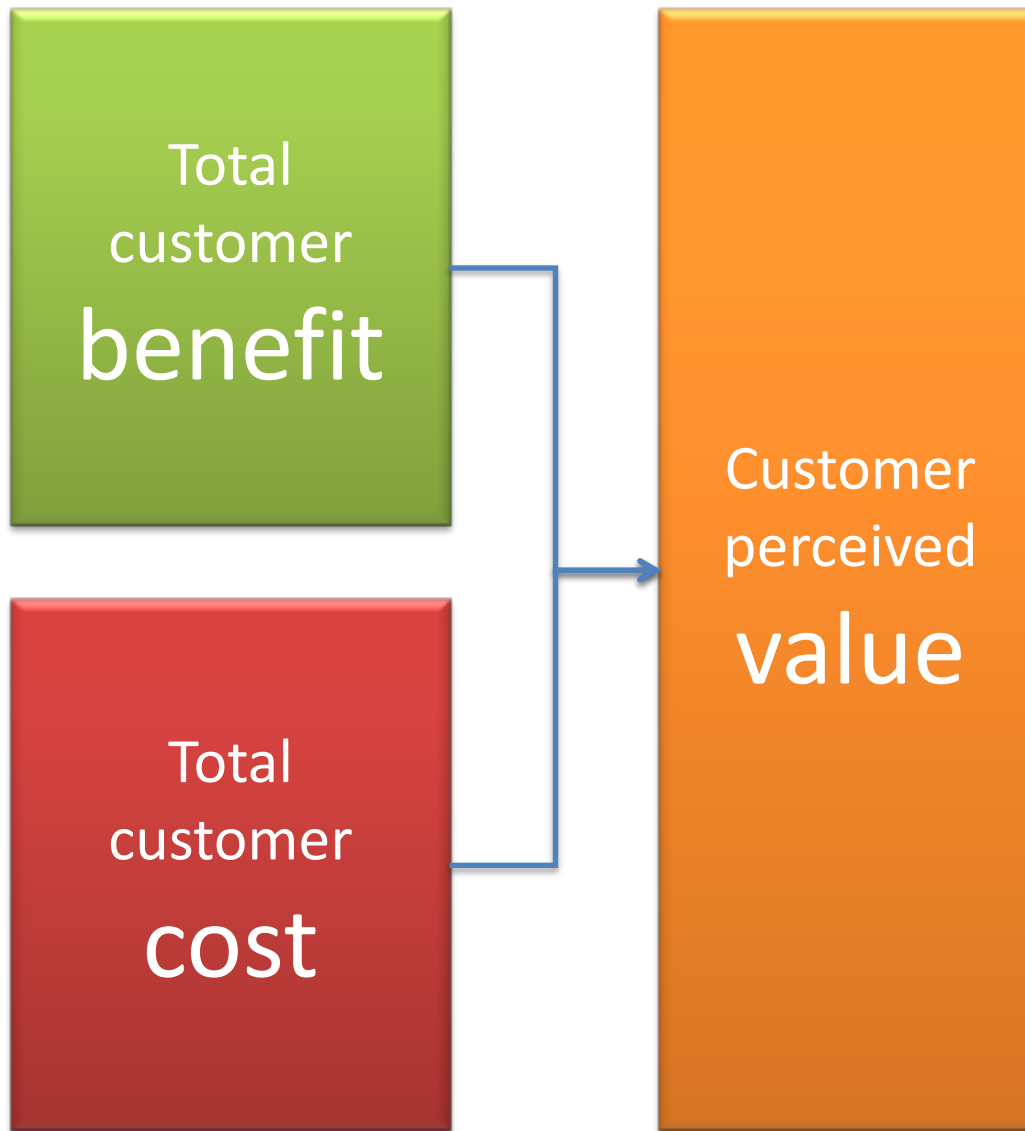 Total
customer
benefit
Total
customer
cost
Customer
perceived
value